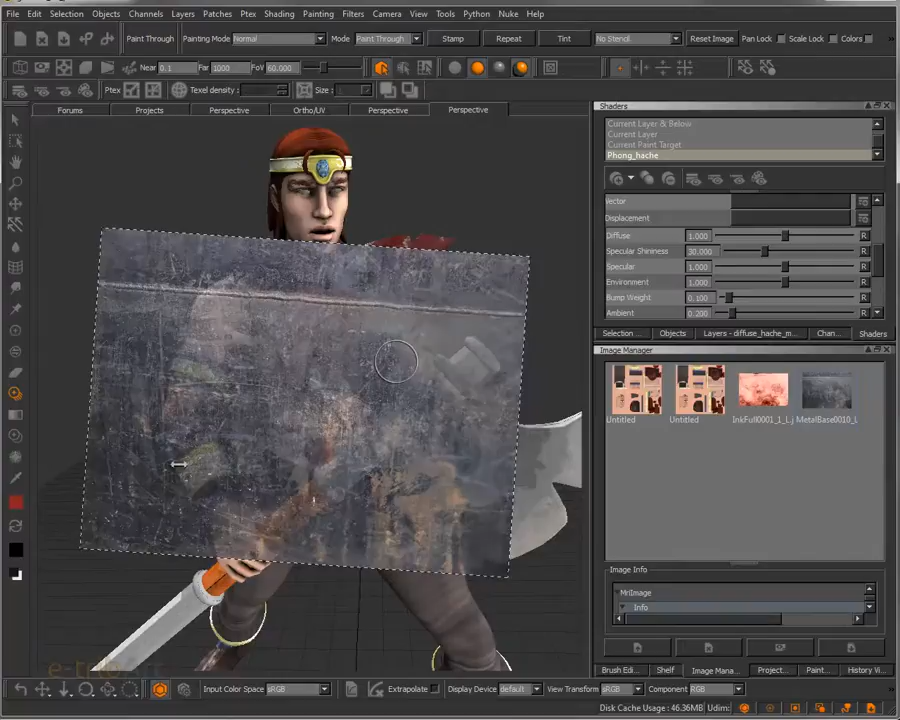 File Edit Selection Objects Channels Layers Patches Ptex Shading Painting Filters Camera View Tools Python Nuke Help
Paint Through Painting Mode Normal Mode Paint Through Stamp Repeat Tint No Stencil Reset Image Pan Lock Scale Lock Colors
Near 0.1 Far 1000 FoV 60.000
Ptex Texel density: Size : 1
Forums Projects Perspective Ortho/UV Perspective Perspective
Shaders
Current Layer & Below
Current Layer
Current Paint Target
Phong_hache
Vector
Displacement
Diffuse 1.000 R
Specular Shininess 30.000 R
Specular 1.000 R
Environment 1.000 R
Bump Weight 0.100 R
Ambient 0.200 R
Selection ... Objects Layers - diffuse_hache_m... Chan... Shaders
Image Manager
Untitled Untitled InkFull0001_1_L.j MetalBase0010_L
Image Info
MriImage
Info
Brush Edi... Shelf Image Mana... Project... Paint... History V...
Input Color Space sRGB Extrapolate Display Device default View Transform sRGB Component RGB
Disk Cache Usage : 46.36MB Udim: